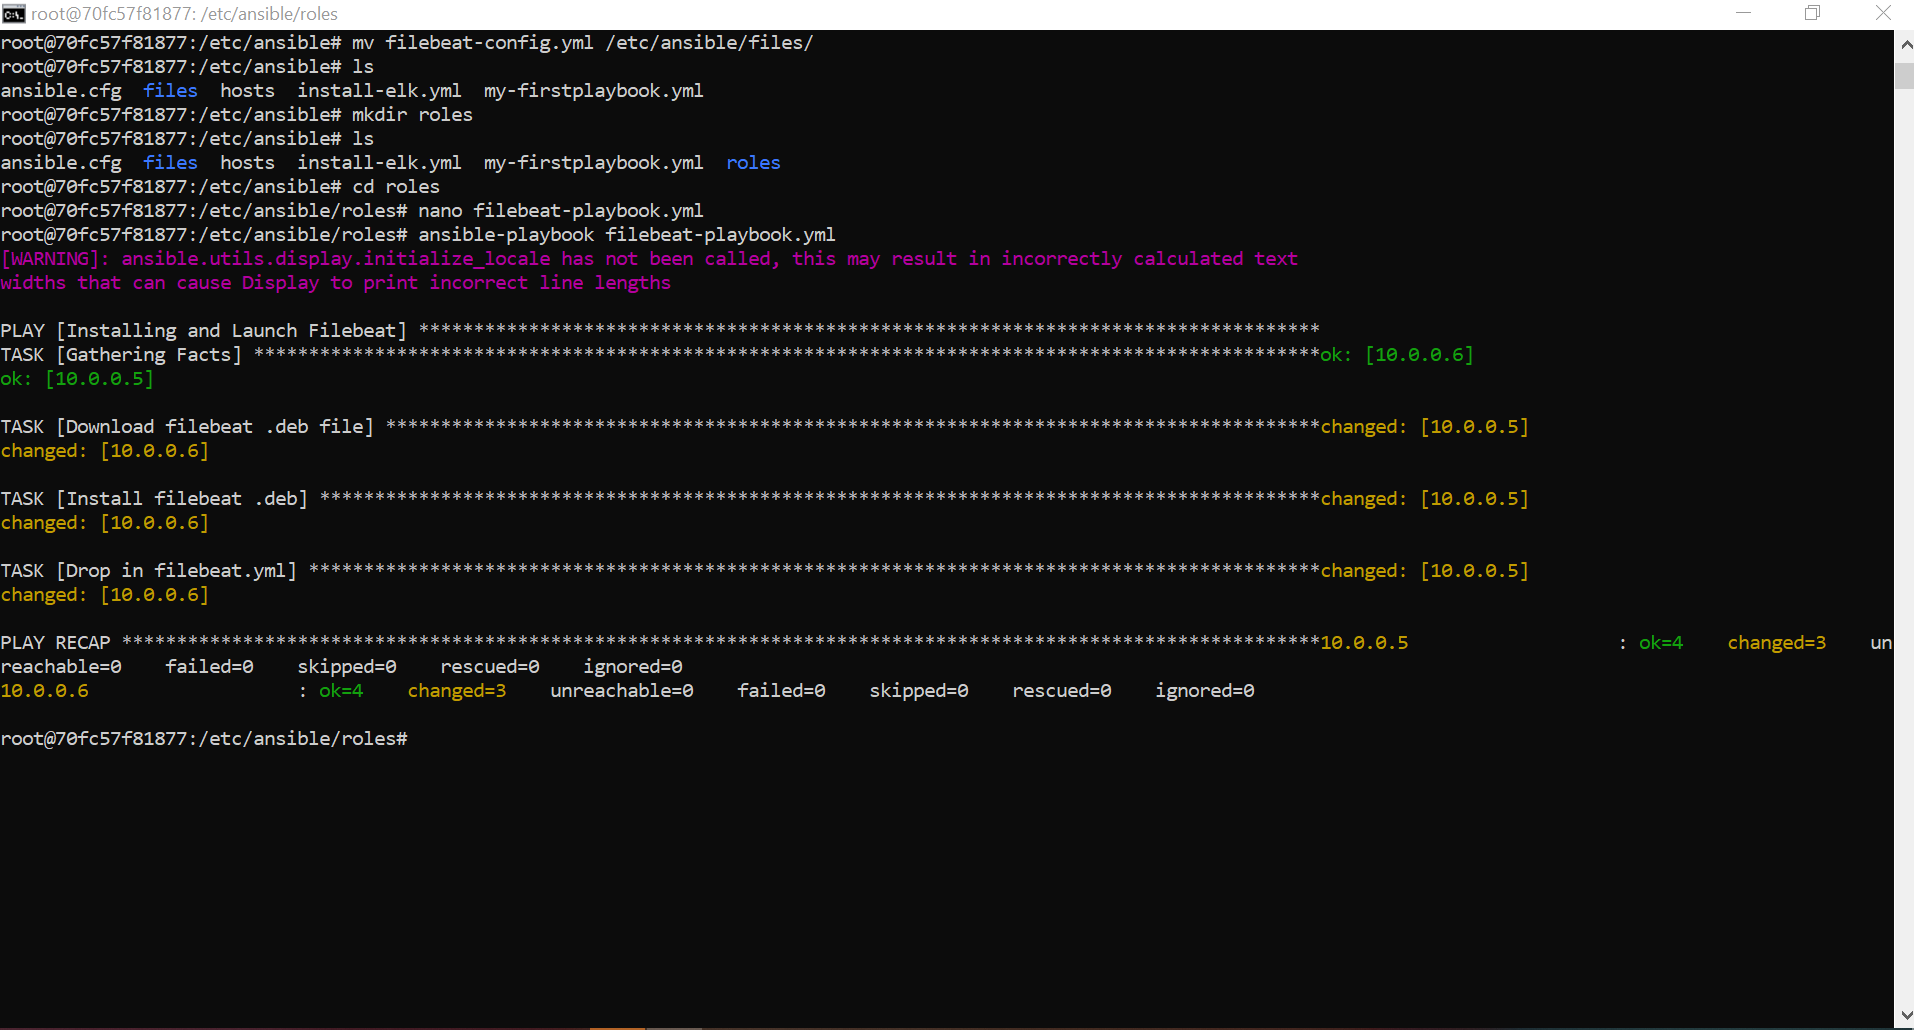 root@70fc57f81877: /etc/ansible/roles
root@70fc57f81877:/etc/ansible# mv filebeat-config.yml /etc/ansible/files/
root@70fc57f81877:/etc/ansible# ls
ansible.cfg  files  hosts  install-elk.yml  my-firstplaybook.yml
root@70fc57f81877:/etc/ansible# mkdir roles
root@70fc57f81877:/etc/ansible# ls
ansible.cfg  files  hosts  install-elk.yml  my-firstplaybook.yml  roles
root@70fc57f81877:/etc/ansible# cd roles
root@70fc57f81877:/etc/ansible/roles# nano filebeat-playbook.yml
root@70fc57f81877:/etc/ansible/roles# ansible-playbook filebeat-playbook.yml
[WARNING]: ansible.utils.display.initialize_locale has not been called, this may result in incorrectly calculated text
widths that can cause Display to print incorrect line lengths
PLAY [Installing and Launch Filebeat] **********************************************************************************
TASK [Gathering Facts] *************************************************************************************************ok: [10.0.0.6]
ok: [10.0.0.5]
TASK [Download filebeat .deb file] *************************************************************************************changed: [10.0.0.5]
changed: [10.0.0.6]
TASK [Install filebeat .deb] *******************************************************************************************changed: [10.0.0.5]
changed: [10.0.0.6]
TASK [Drop in filebeat.yml] ********************************************************************************************changed: [10.0.0.5]
changed: [10.0.0.6]
PLAY RECAP *************************************************************************************************************10.0.0.5                   : ok=4    changed=3    un
reachable=0    failed=0    skipped=0    rescued=0    ignored=0
10.0.0.6                   : ok=4    changed=3    unreachable=0    failed=0    skipped=0    rescued=0    ignored=0
root@70fc57f81877:/etc/ansible/roles#